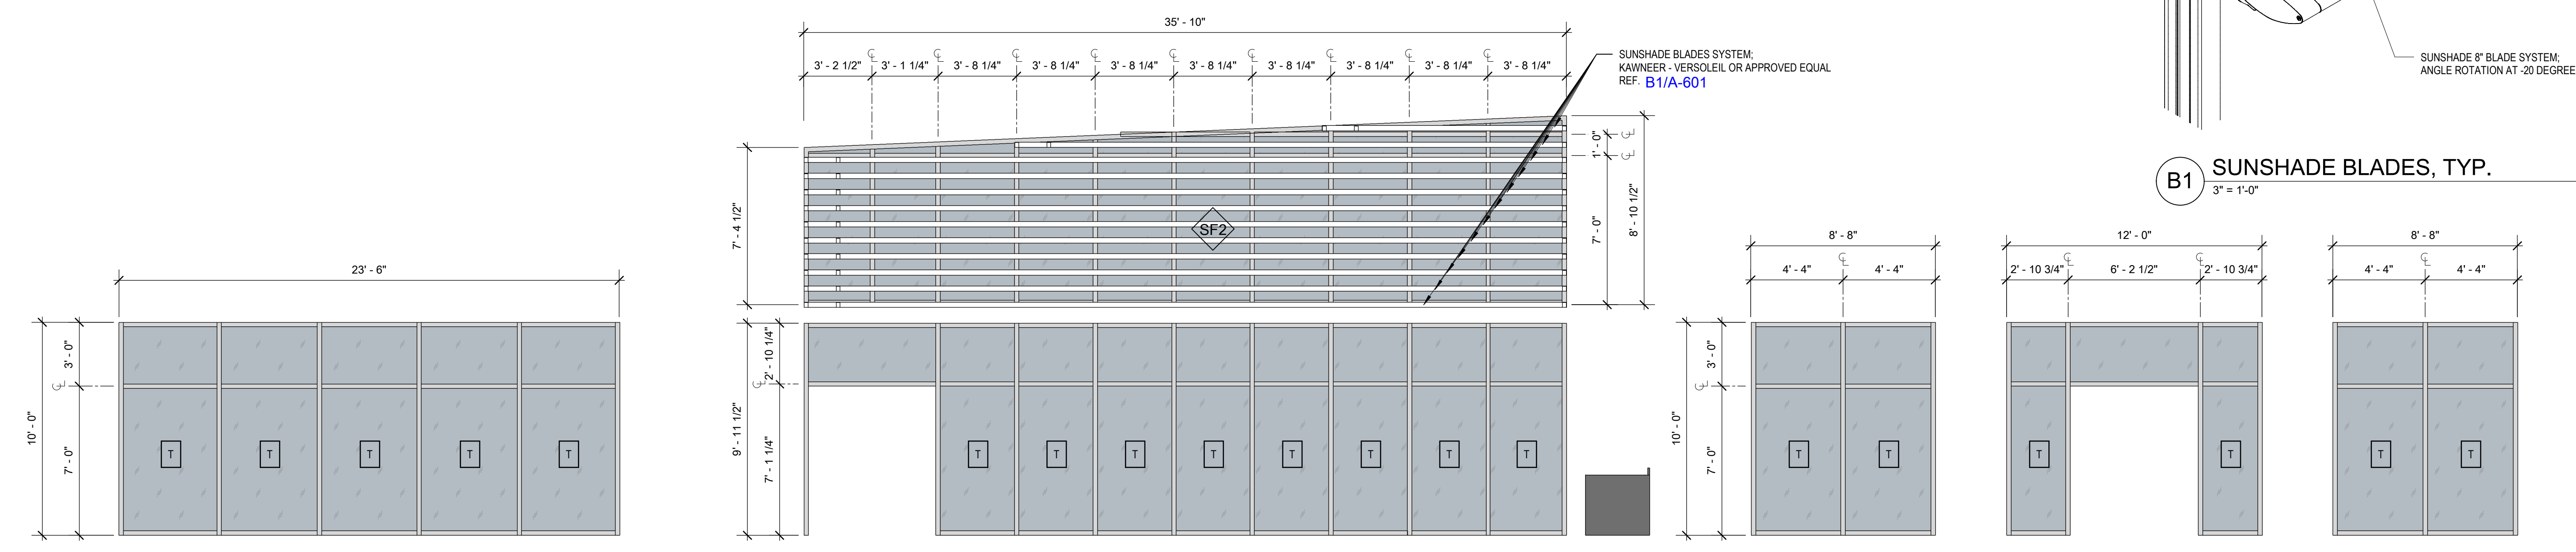 35' - 10"
3' - 2 1/2" 3' - 1 1/4" 3' - 8 1/4" 3' - 8 1/4" 3' - 8 1/4" 3' - 8 1/4" 3' - 8 1/4" 3' - 8 1/4" 3' - 8 1/4" 3' - 8 1/4"
SUNSHADE BLADES SYSTEM;
KAWNEER - VERSOLEIL OR APPROVED EQUAL
REF. B1/A-601
SUNSHADE 8" BLADE SYSTEM;
ANGLE ROTATION AT -20 DEGREE
B1 SUNSHADE BLADES, TYP.
3" = 1'-0"
7' - 4 1/2"
SF2
1' - 0"
7' - 0"
8' - 10 1/2"
23' - 6"
10' - 0"
3' - 0"
7' - 0"
T T T T T
9' - 11 1/2"
2' - 10 1/4"
7' - 1 1/4"
T T T T T T T T
8' - 8"
4' - 4" 4' - 4"
10' - 0"
3' - 0"
7' - 0"
T T
12' - 0"
2' - 10 3/4" 6' - 2 1/2" 2' - 10 3/4"
T T
8' - 8"
4' - 4" 4' - 4"
T T